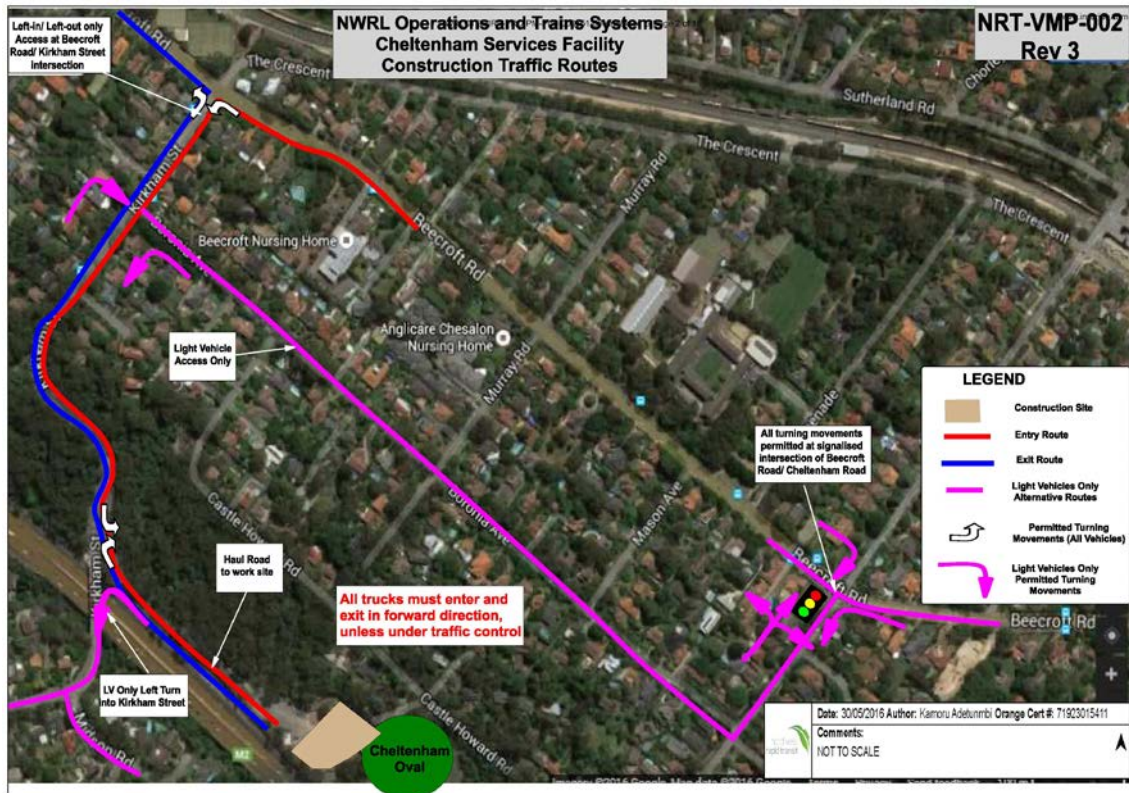 NWRL Operations and Trains Systems
Cheltenham Services Facility
Construction Traffic Routes
NRT-VMP-002
Rev 3
Left-in/ Left-out only
Access at Beecroft
Road/ Kirkham Street
Intersection
The Crescent
Sutherland Rd
The Crescent
The Crescent
Kirkham St
Murray Rd
Beecroft Rd
Beecroft Nursing Home
Anglicare Chesalon
Nursing Home
Murray Rd
Light Vehicle
Access Only
LEGEND
Construction Site
Entry Route
Exit Route
Light Vehicles Only
Alternative Routes
Permitted Turning
Movements (All Vehicles)
Light Vehicles Only
Permitted Turning
Movements
All turning movements
permitted at signalised
intersection of Beecroft
Road/ Cheltenham Road
Boronia Ave
Mason Ave
Castle Howard Rd
Kirkham St
Haul Road
to work site
All trucks must enter and
exit in forward direction,
unless under traffic control
Beecroft Rd
Beecroft Rd
LV Only Left Turn
into Kirkham Street
Midson Rd
M2
Cheltenham
Oval
Castle Howard Rd
Date: 30/05/2016 Author: Kamoru Adetunmbi Orange Cert #: 71923015411
Comments:
NOT TO SCALE
northwest
rapid transit